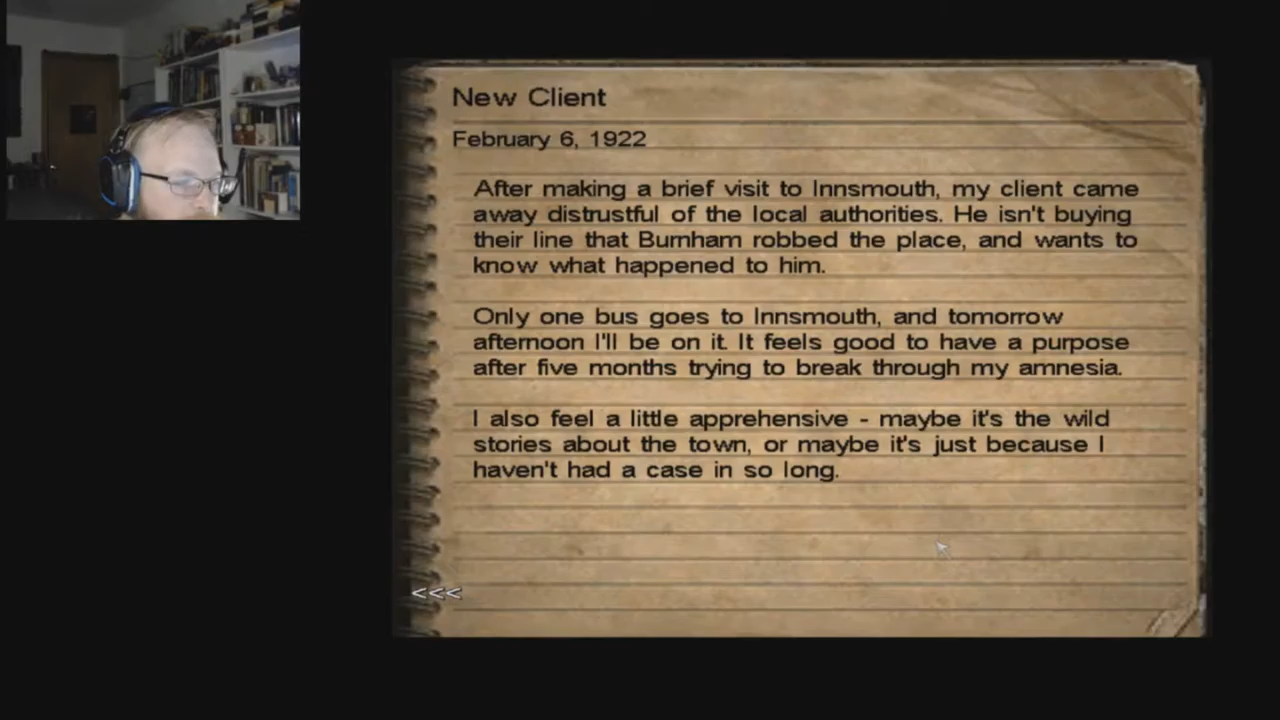 New Client
February 6, 1922
After making a brief visit to Innsmouth, my client came
away distrustful of the local authorities. He isn't buying
their line that Burnham robbed the place, and wants to
know what happened to him.
Only one bus goes to Innsmouth, and tomorrow
afternoon I'll be on it. It feels good to have a purpose
after five months trying to break through my amnesia.
I also feel a little apprehensive - maybe it's the wild
stories about the town, or maybe it's just because I
haven't had a case in so long.
<<<